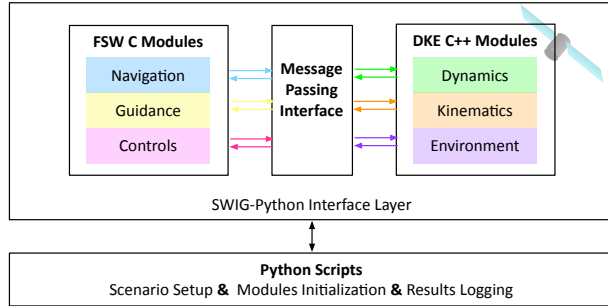 FSW C Modules
Navigation
Guidance
Controls
Message
Passing
Interface
DKE C++ Modules
Dynamics
Kinematics
Environment
SWIG-Python Interface Layer
Python Scripts
Scenario Setup & Modules Initialization & Results Logging